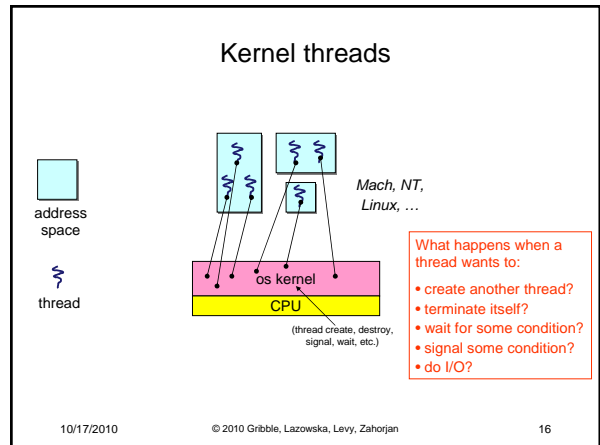 Kernel threads
address
space
thread
Mach, NT,
Linux, …
os kernel
CPU
(thread create, destroy,
signal, wait, etc.)
What happens when a
thread wants to:
• create another thread?
• terminate itself?
• wait for some condition?
• signal some condition?
• do I/O?
10/17/2010
© 2010 Gribble, Lazowska, Levy, Zahorjan
16